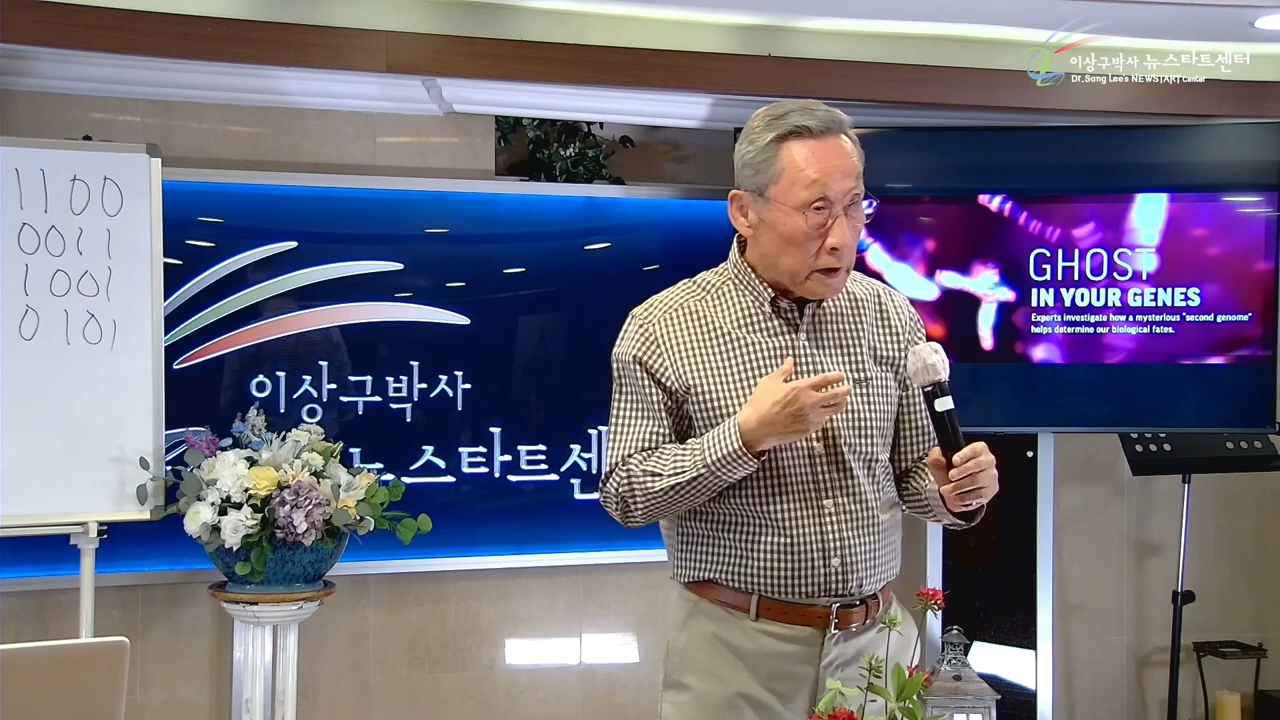 이상구박사 뉴스타트센터
Dr. Sang Lee's NEWSTART Center
1100
0011
1001
0101
GHOST
IN YOUR GENES
Experts investigate how a mysterious "second genome"
helps determine our biological fates.
이상구박사
뉴스타트센